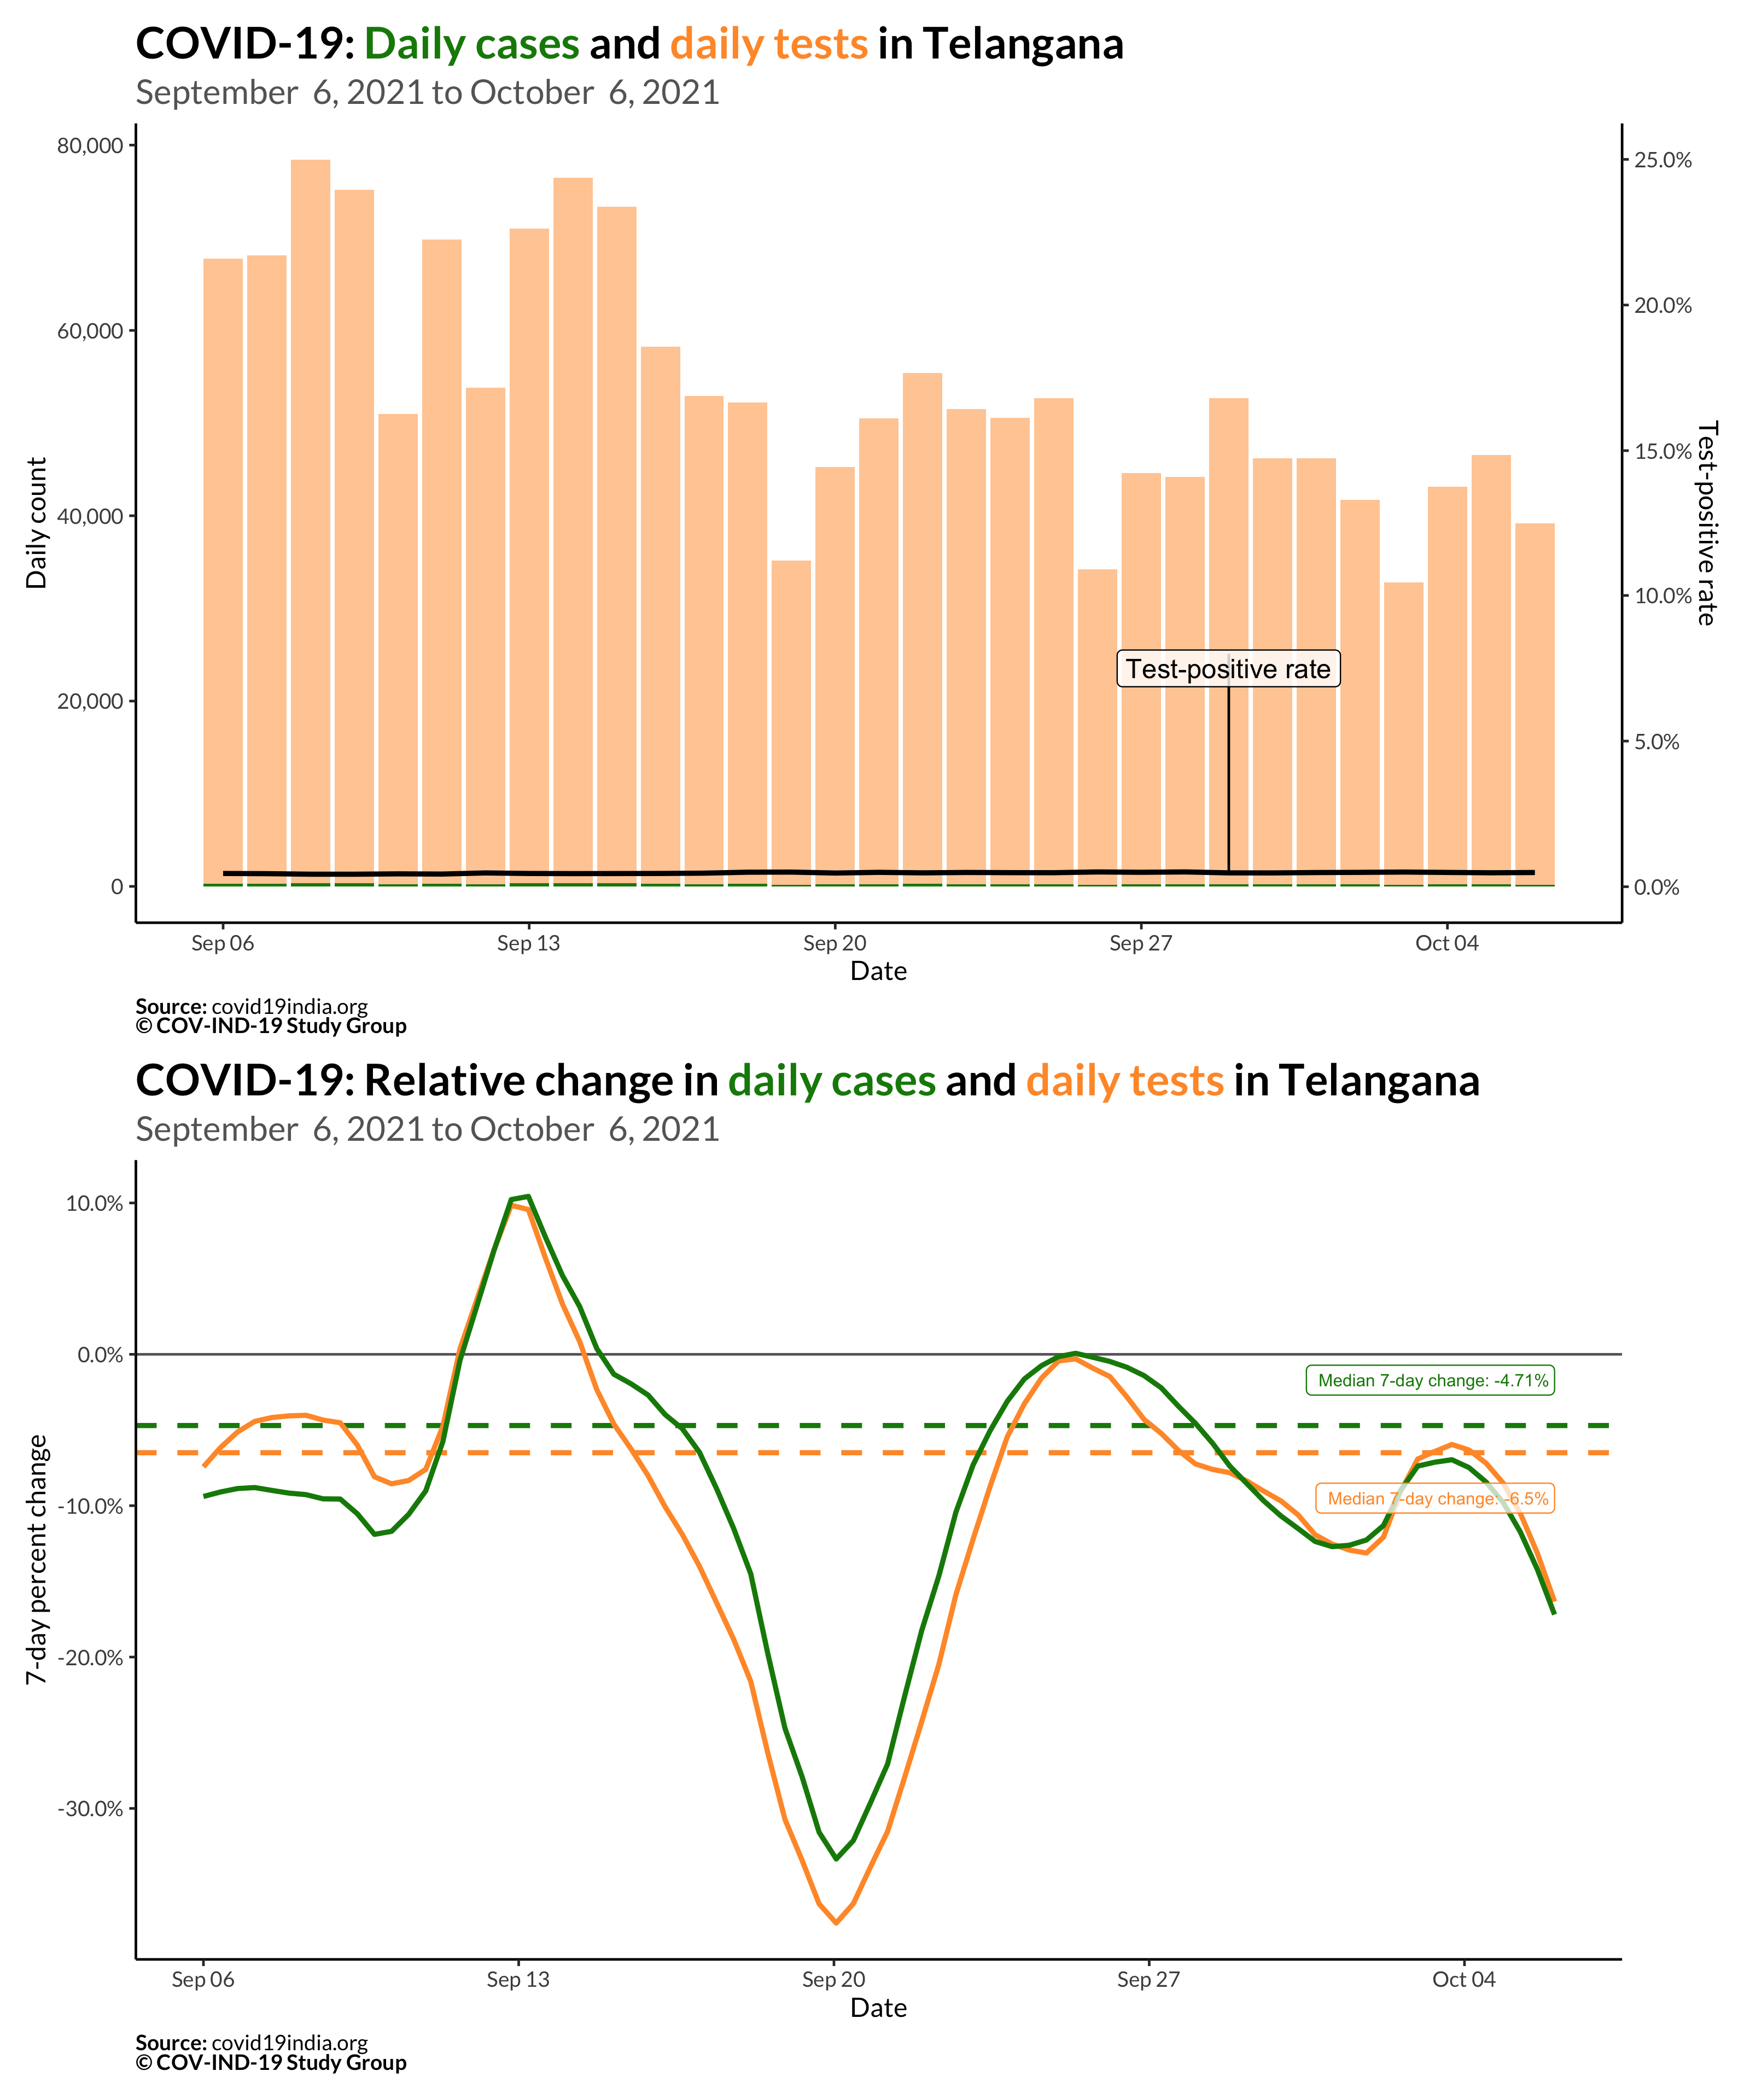 COVID-19: Daily cases and daily tests in Telangana
September 6, 2021 to October 6, 2021
80,000
60,000
40,000
20,000
0
Daily count
25.0%
20.0%
15.0%
10.0%
5.0%
0.0%
Test-positive rate
Test-positive rate
Sep 06
Sep 13
Sep 20
Sep 27
Oct 04
Date
Source: covid19india.org
© COV-IND-19 Study Group
COVID-19: Relative change in daily cases and daily tests in Telangana
September 6, 2021 to October 6, 2021
10.0%
0.0%
-10.0%
-20.0%
-30.0%
7-day percent change
Median 7-day change: -4.71%
Median 7-day change: -6.5%
Sep 06
Sep 13
Sep 20
Sep 27
Oct 04
Date
Source: covid19india.org
© COV-IND-19 Study Group